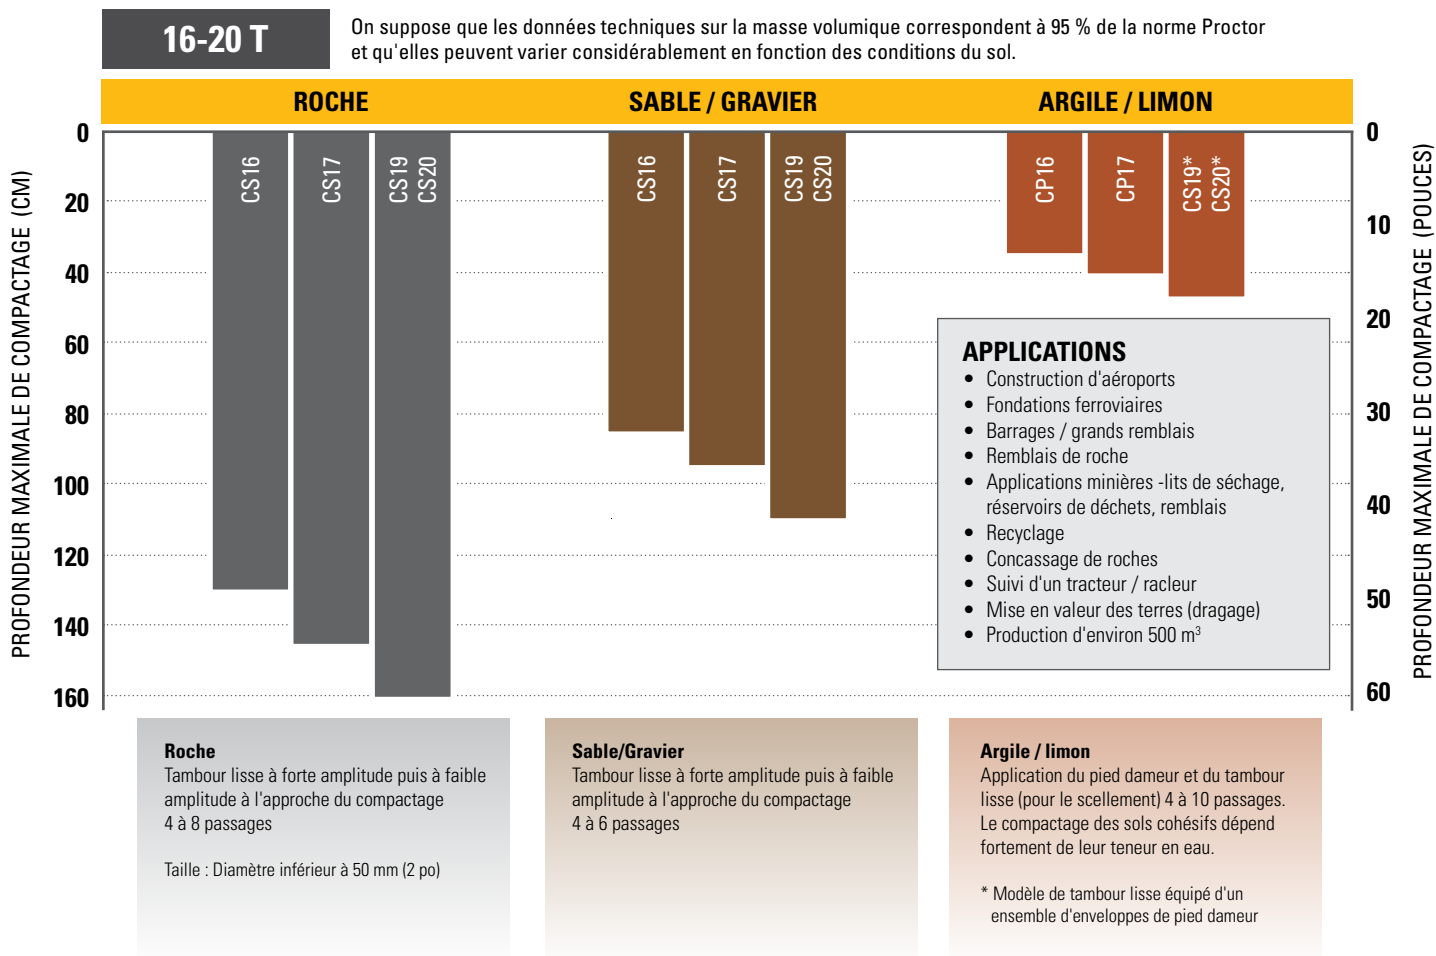 16-20 T
On suppose que les données techniques sur la masse volumique correspondent à 95 % de la norme Proctor
et qu'elles peuvent varier considérablement en fonction des conditions du sol.
ROCHE
SABLE / GRAVIER
ARGILE / LIMON
PROFONDEUR MAXIMALE DE COMPACTAGE (CM)
0
20
40
60
80
100
120
140
160
CS16
CS17
CS19
CS20
CS16
CS17
CS19
CS20
CP16
CP17
CS19*
CS20*
0
10
20
30
40
50
60
PROFONDEUR MAXIMALE DE COMPACTAGE (POUCES)
APPLICATIONS
• Construction d'aéroports
• Fondations ferroviaires
• Barrages / grands remblais
• Remblais de roche
• Applications minières -lits de séchage,
réservoirs de déchets, remblais
• Recyclage
• Concassage de roches
• Suivi d'un tracteur / racleur
• Mise en valeur des terres (dragage)
• Production d'environ 500 m³
Roche
Tambour lisse à forte amplitude puis à faible
amplitude à l'approche du compactage
4 à 8 passages
Taille : Diamètre inférieur à 50 mm (2 po)
Sable/Gravier
Tambour lisse à forte amplitude puis à faible
amplitude à l'approche du compactage
4 à 6 passages
Argile / limon
Application du pied dameur et du tambour
lisse (pour le scellement) 4 à 10 passages.
Le compactage des sols cohésifs dépend
fortement de leur teneur en eau.
* Modèle de tambour lisse équipé d'un
ensemble d'enveloppes de pied dameur